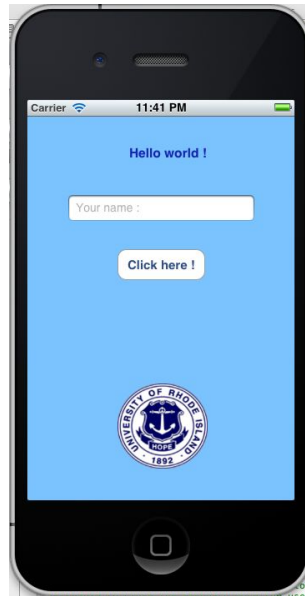 Carrier 11:41 PM
Hello world !
Your name :
Click here !
UNIVERSITY OF RHODE ISLAND
HOPE
1892